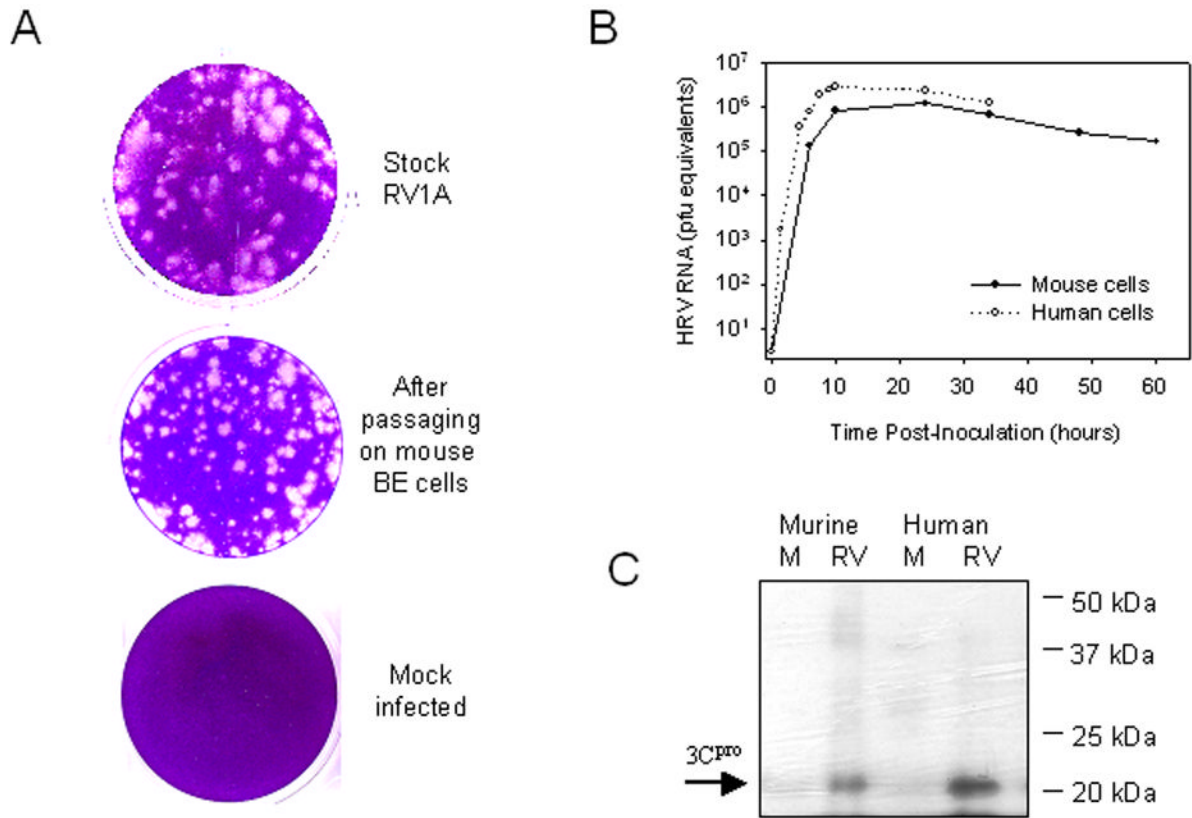 A
Stock
RV1A
After
passaging
on mouse
BE cells
Mock
infected
B
HRV RNA (pfu equivalents)
10⁷
10⁶
10⁵
10⁴
10³
10²
10¹
Mouse cells
Human cells
0 10 20 30 40 50 60
Time Post-Inoculation (hours)
C
Murine Human
M RV M RV
50 kDa
37 kDa
25 kDa
20 kDa
3Cᵖʳᵒ